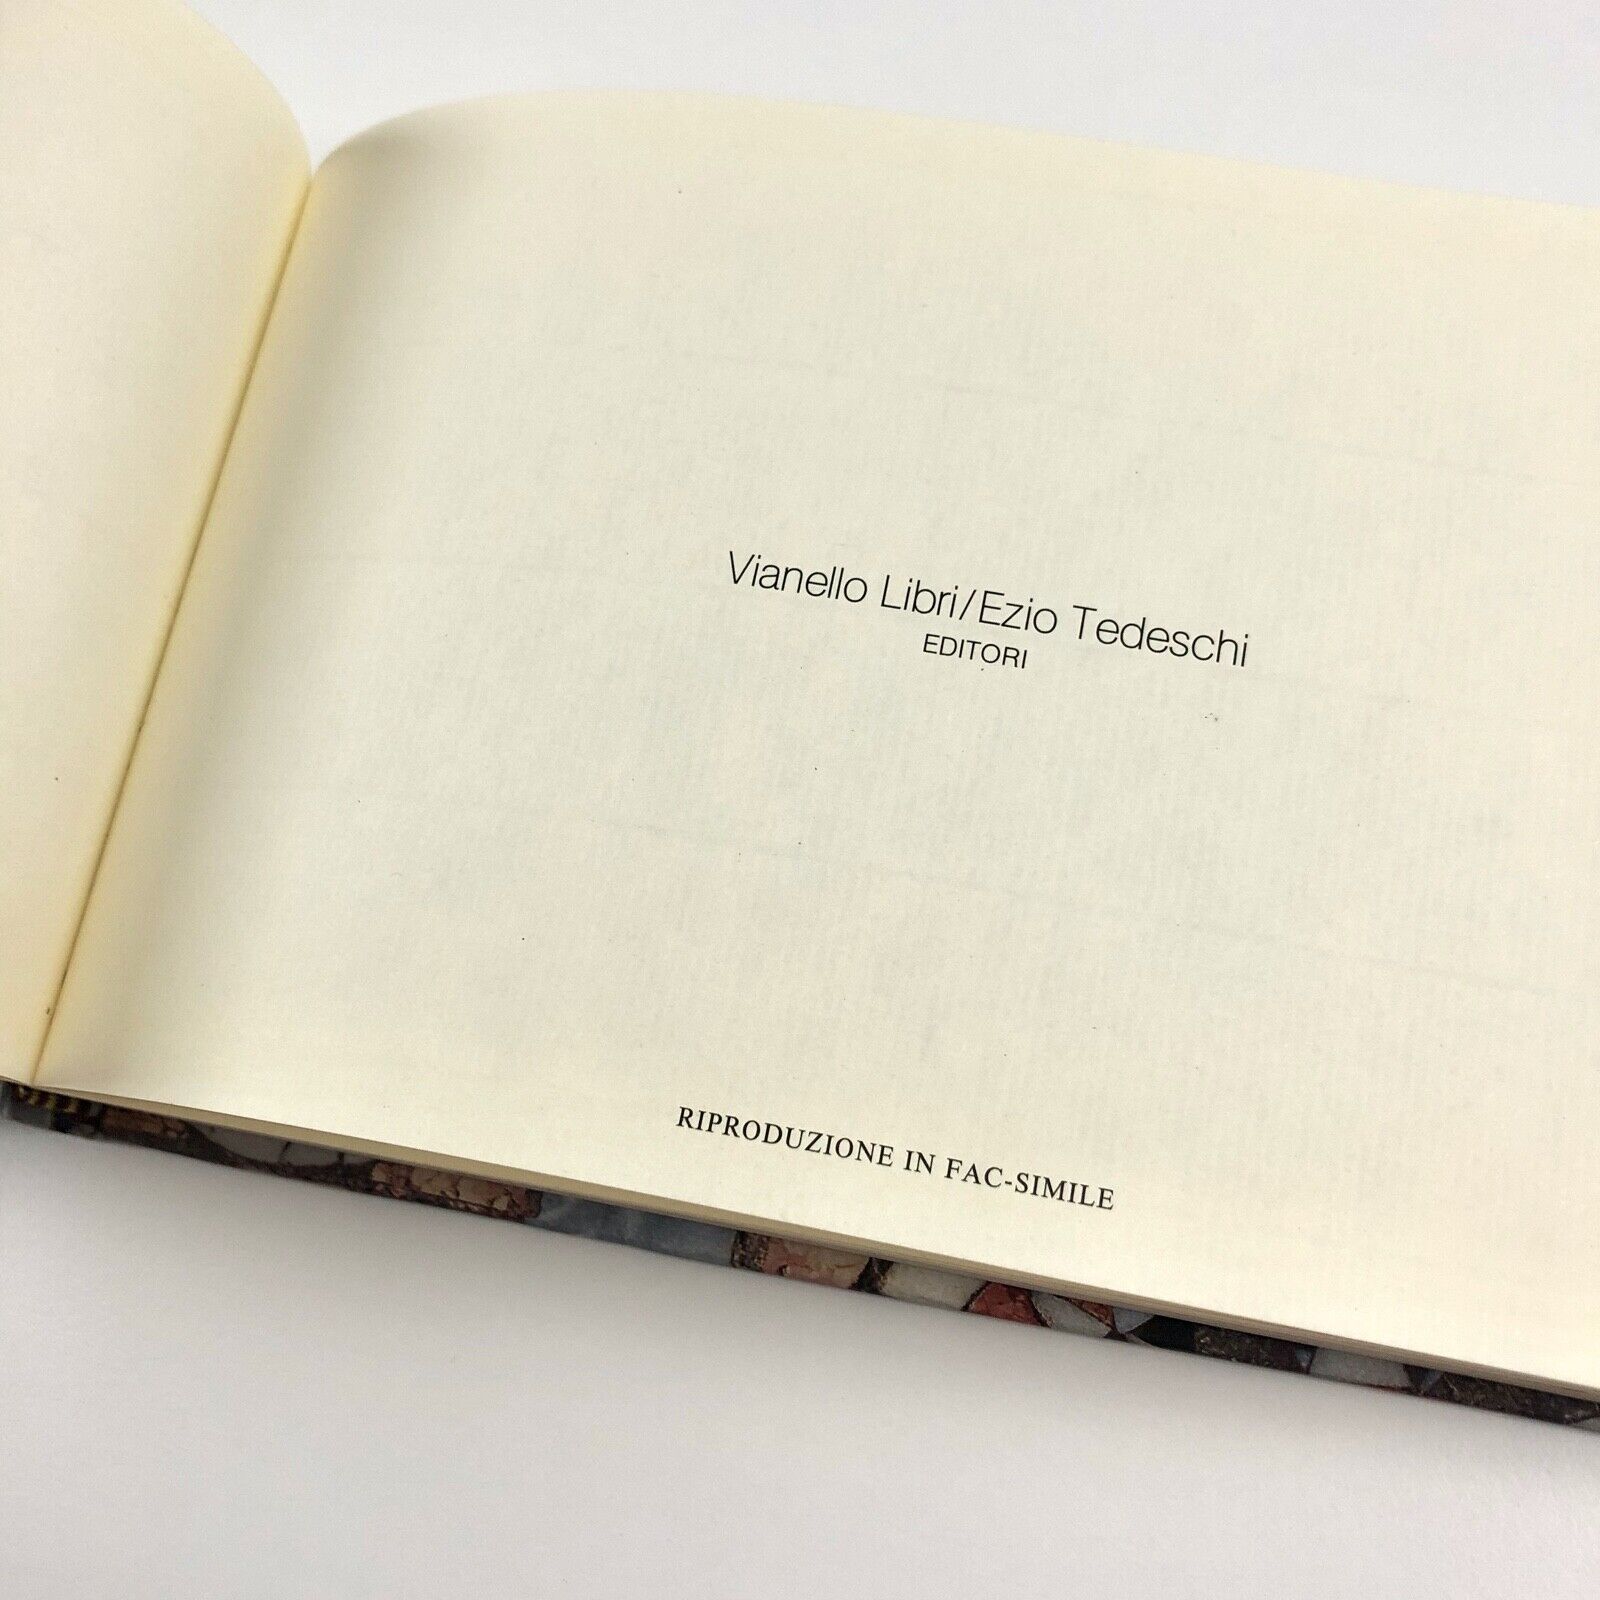 Vianello Libri/Ezio Tedeschi
EDITORI
RIPRODUZIONE IN FAC-SIMILE